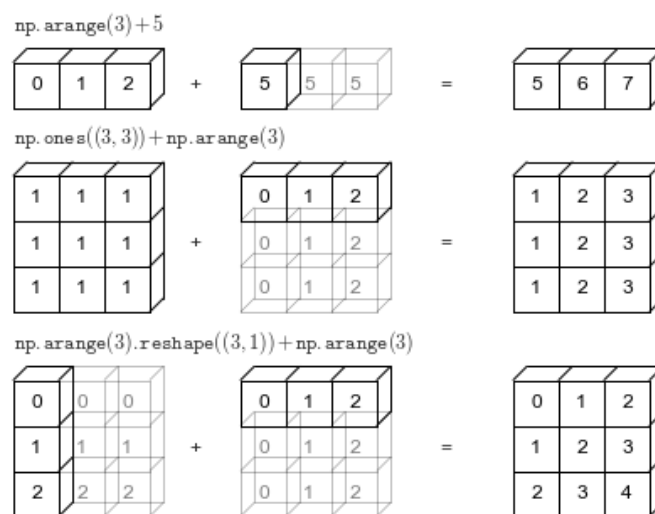 np.arange(3)+5
0 1 2 + 5 5 5 = 5 6 7
np.ones((3,3))+np.arange(3)
1 1 1 0 1 2 1 2 3
1 1 1 + 0 1 2 = 1 2 3
1 1 1 0 1 2 1 2 3
np.arange(3).reshape((3,1))+np.arange(3)
0 0 0 0 1 2 0 1 2
1 1 1 + 0 1 2 = 1 2 3
2 2 2 0 1 2 2 3 4